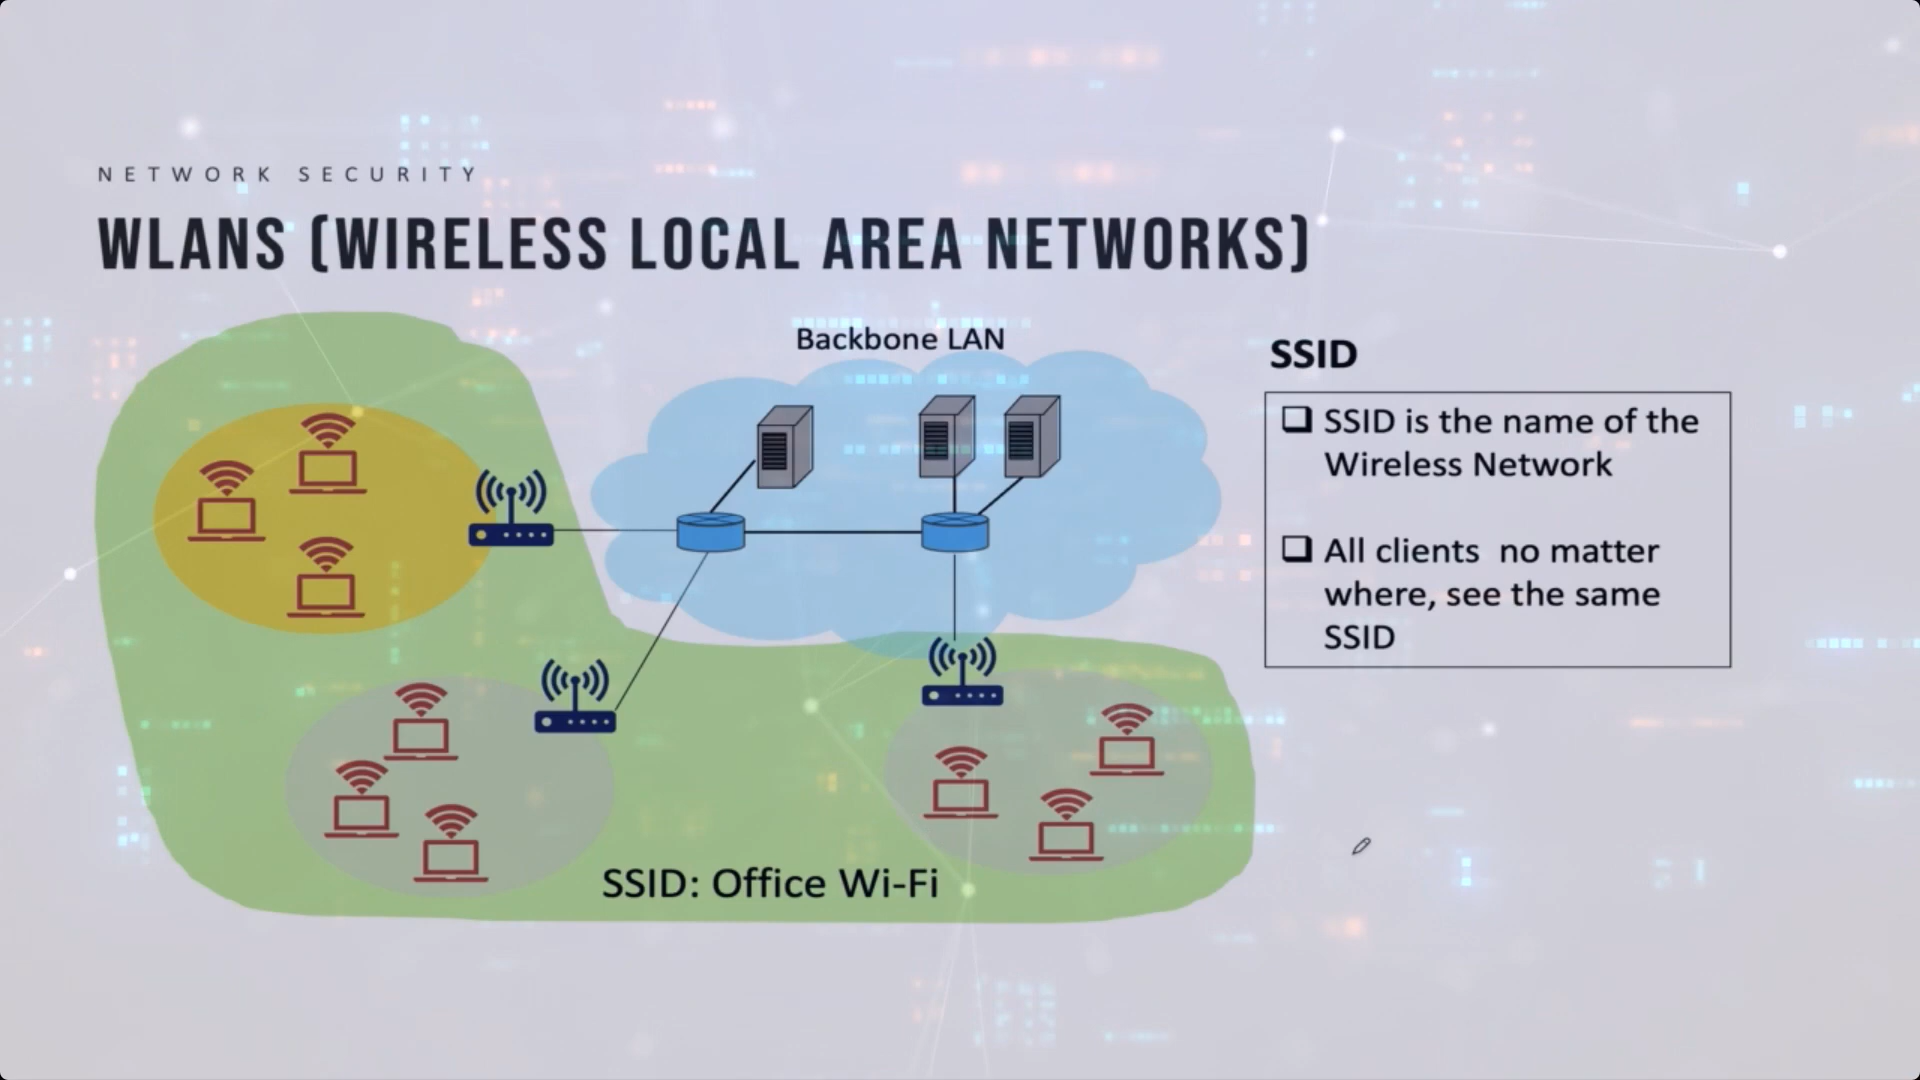 NETWORK SECURITY
WLANS (WIRELESS LOCAL AREA NETWORKS)
Backbone LAN
SSID
SSID is the name of the
Wireless Network
All clients no matter
where, see the same
SSID
SSID: Office Wi-Fi